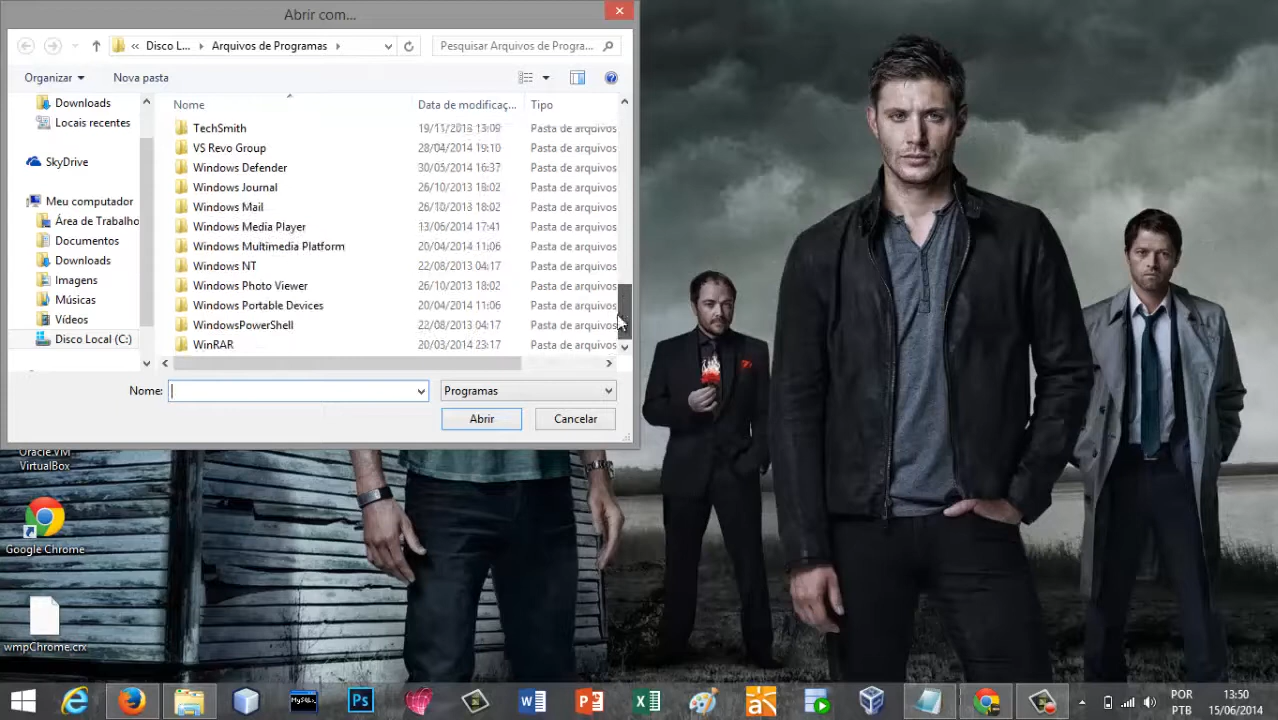 Abrir com...
Disco L...
Arquivos de Programas
Pesquisar Arquivos de Progra...
Organizar
Nova pasta
Downloads
Locais recentes
SkyDrive
Meu computador
Área de Trabalho
Documentos
Downloads
Imagens
Músicas
Vídeos
Disco Local (C:)
Nome Data de modificaç... Tipo
TechSmith 19/11/2013 13:09 Pasta de arquivos
VS Revo Group 28/04/2014 19:10 Pasta de arquivos
Windows Defender 30/05/2014 16:37 Pasta de arquivos
Windows Journal 26/10/2013 18:02 Pasta de arquivos
Windows Mail 26/10/2013 18:02 Pasta de arquivos
Windows Media Player 13/06/2014 17:41 Pasta de arquivos
Windows Multimedia Platform 20/04/2014 11:06 Pasta de arquivos
Windows NT 22/08/2013 04:17 Pasta de arquivos
Windows Photo Viewer 26/10/2013 18:02 Pasta de arquivos
Windows Portable Devices 20/04/2014 11:06 Pasta de arquivos
WindowsPowerShell 22/08/2013 04:17 Pasta de arquivos
WinRAR 20/03/2014 23:17 Pasta de arquivos
Nome:
Programas
Abrir
Cancelar
Oracle VM
VirtualBox
Google Chrome
wmpChrome.crx
POR
PTB
13:50
15/06/2014